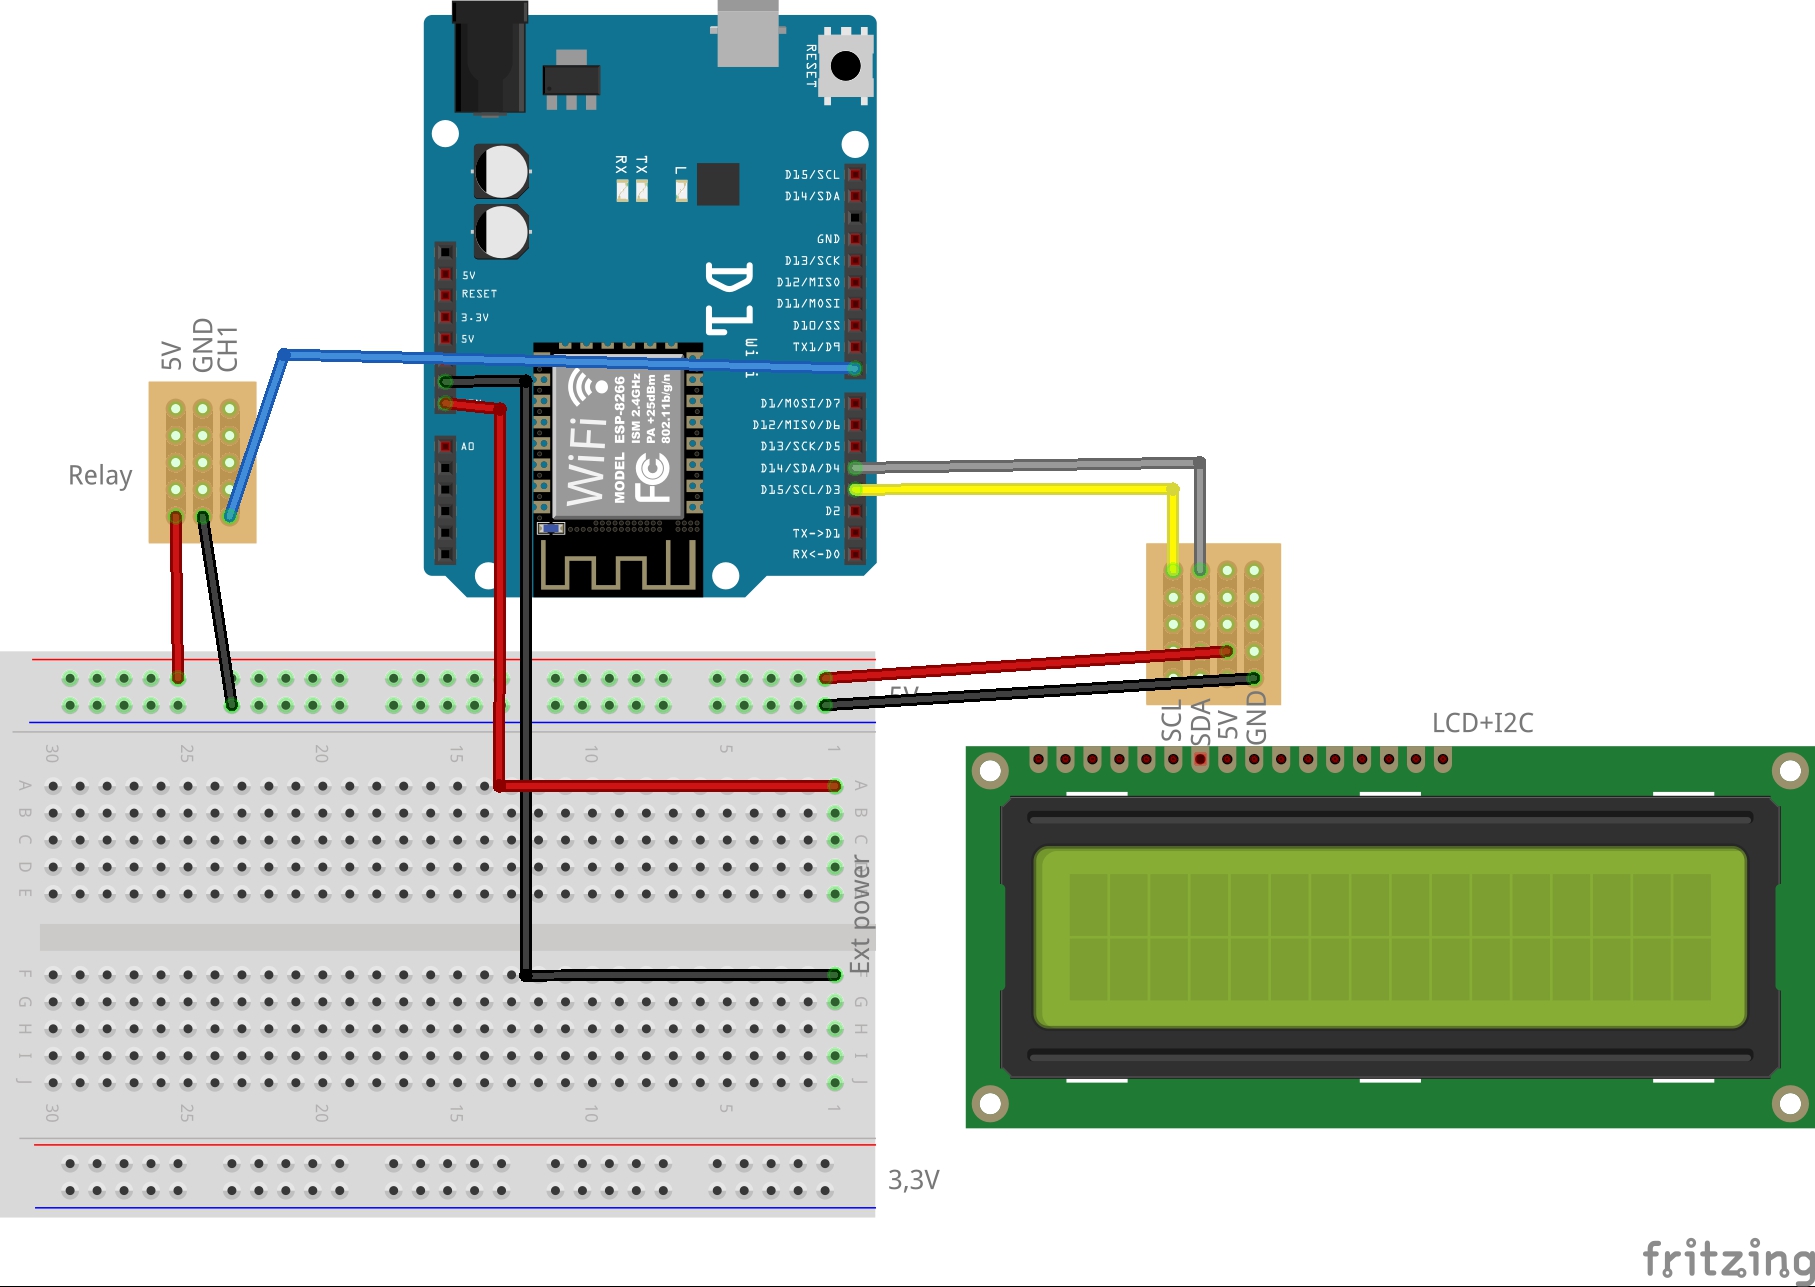 RESET
RX
TX
L
D15/SCL
D14/SDA
GND
D13/SCK
D12/MISO
D11/MOSI
D10/SS
TX1/D9
5V
RESET
3.3V
5V
A0
D1
WiFi
D1/MOSI/D7
D12/MISO/D6
D13/SCK/D5
D14/SDA/D4
D15/SCL/D3
D2
TX->D1
RX<-D0
WiFi
MODEL ESP-8266
ISM 2.4GHz
PA +25dBm
802.11b/g/n
FC
5V
GND
CH1
Relay
SCL
SDA
5V
GND
LCD+I2C
5V
30 25 20 15 10 5 1
A A
B B
C C
D
E
Ext power
F
G G
H H
I I
J J
30 25 20 15 10 5 1
3,3V
fritzing